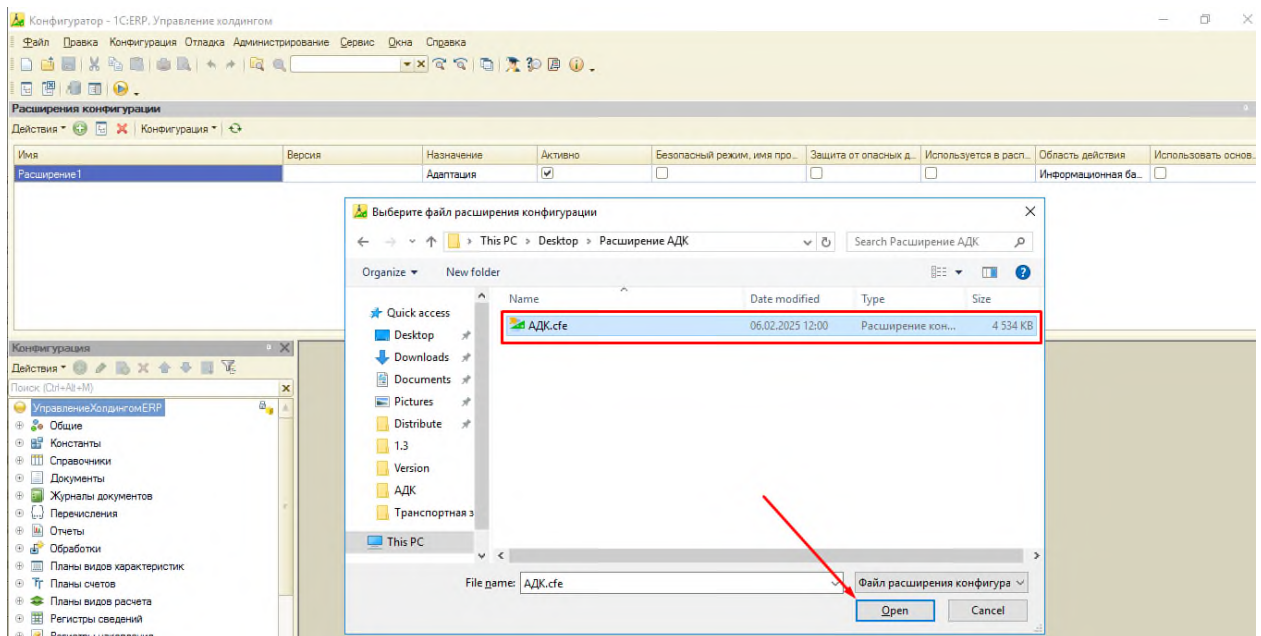 Конфигуратор - 1С:ERP. Управление холдингом
Файл Правка Конфигурация Отладка Администрирование Сервис Окна Справка
Расширения конфигурации
Действия Конфигурация
Имя Версия Назначение Активно Безопасный режим, имя про... Защита от опасных д... Используется в расп... Область действия Использовать основ...
Расширение1 Адаптация Информационная ба...
Выберите файл расширения конфигурации
This PC > Desktop > Расширение АДК Search Расширение АДК
Organize New folder
Name Date modified Type Size
Quick access
АДК.cfe 06.02.2025 12:00 Расширение кон... 4 534 KB
Desktop
Downloads
Documents
Pictures
Distribute
1.3
Version
АДК
Транспортная з
This PC
File name: АДК.cfe Файл расширения конфигура
Open Cancel
Конфигурация
Действия
Поиск (Ctrl+Alt+M)
УправлениеХолдингомERP
Общие
Константы
Справочники
Документы
Журналы документов
Перечисления
Отчеты
Обработки
Планы видов характеристик
Планы счетов
Планы видов расчета
Регистры сведений
Регистры накопления